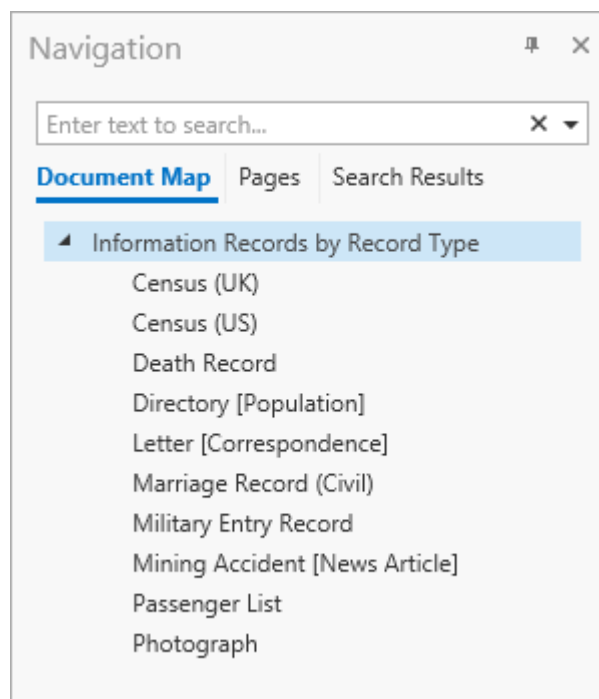 Navigation
Enter text to search...
Document Map Pages Search Results
Information Records by Record Type
Census (UK)
Census (US)
Death Record
Directory [Population]
Letter [Correspondence]
Marriage Record (Civil)
Military Entry Record
Mining Accident [News Article]
Passenger List
Photograph